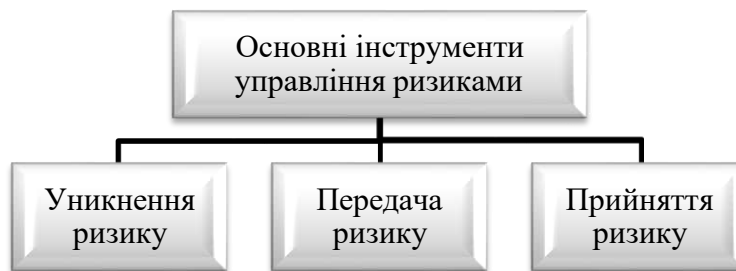 Основні інструменти
управління ризиками
Уникнення
ризику
Передача
ризику
Прийняття
ризику